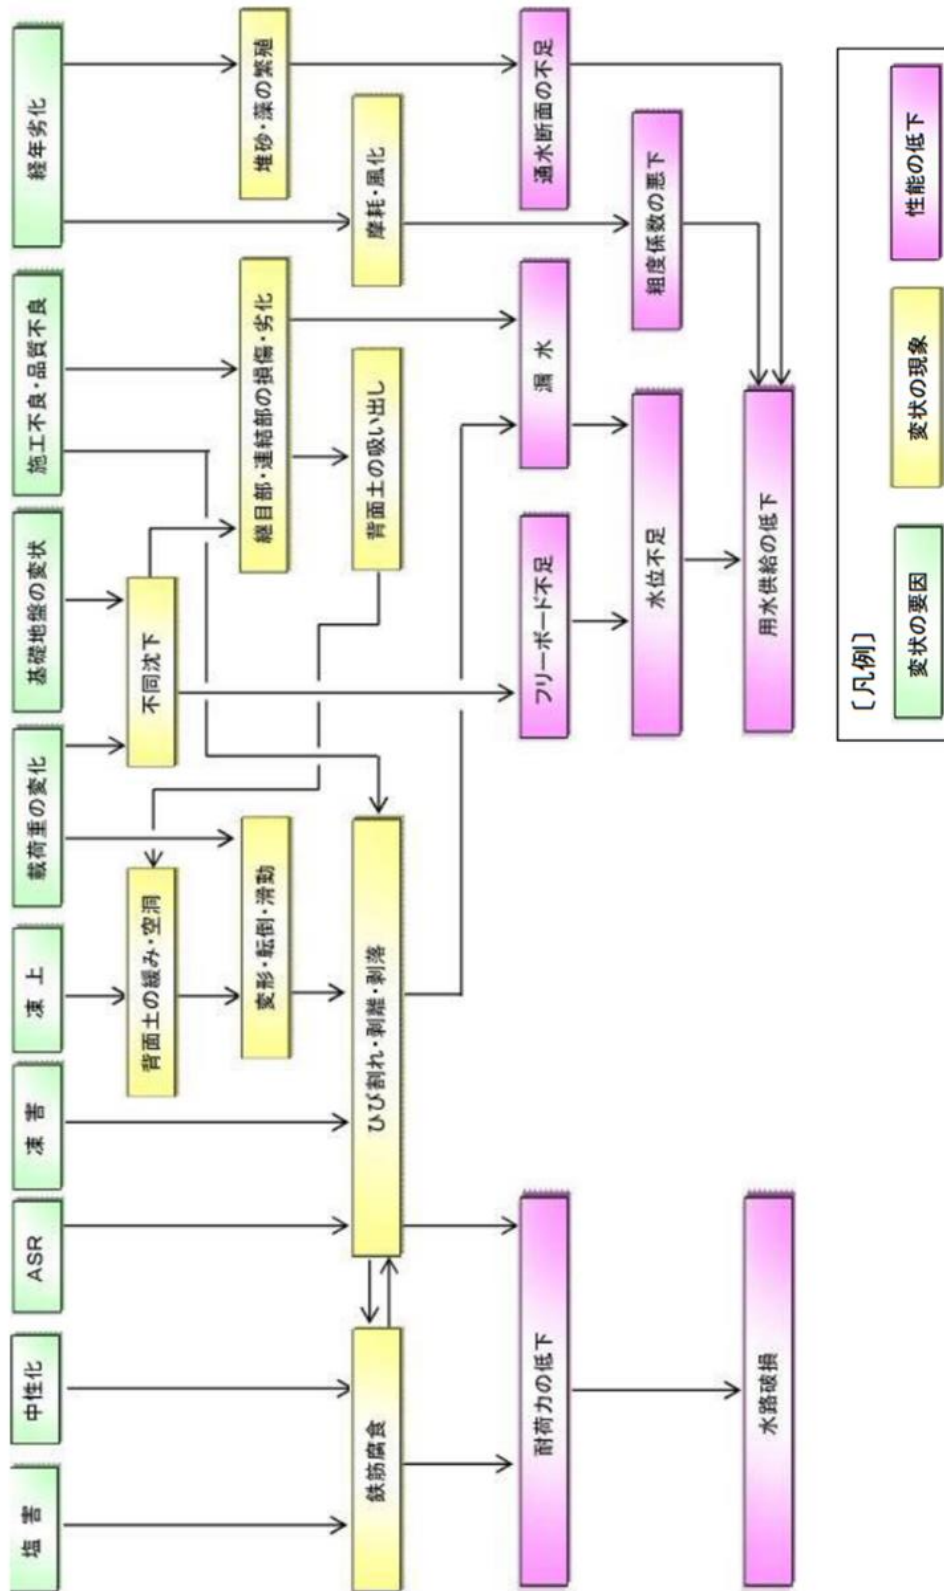 塩 害
中性化
ASR
凍 害
凍 上
載荷重の変化
基礎地盤の変状
施工不良・品質不良
経年劣化
背面土の緩み・空洞
不同沈下
変形・転倒・滑動
継目部・連結部の損傷・劣化
堆砂・藻の繁殖
鉄筋腐食
ひび割れ・剥離・剥落
背面土の吸い出し
摩耗・風化
耐荷力の低下
フリーボード不足
漏 水
通水断面の不足
水位不足
粗度係数の悪下
水路破損
用水供給の低下
〔凡例〕
変状の要因
変状の現象
性能の低下